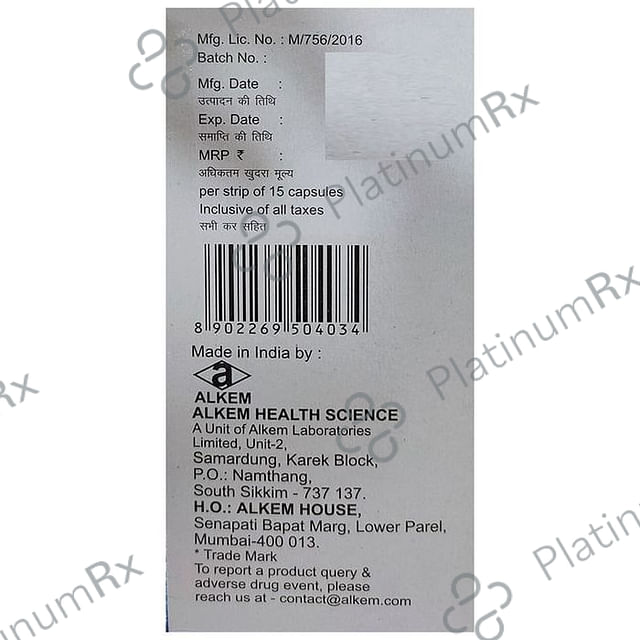 Mfg. Lic. No. : M/756/2016
Batch No. :
Mfg. Date :
उत्पादन की तिथि
Exp. Date :
समाप्ति की तिथि
MRP ₹ :
अधिकतम खुदरा मूल्य
per strip of 15 capsules
Inclusive of all taxes
सभी कर सहित
8 902269 504034
Made in India by :
a
ALKEM
ALKEM HEALTH SCIENCE
A Unit of Alkem Laboratories
Limited, Unit-2,
Samardung, Karek Block,
P.O.: Namthang,
South Sikkim - 737 137.
H.O.: ALKEM HOUSE,
Senapati Bapat Marg, Lower Parel,
Mumbai-400 013.
* Trade Mark
To report a product query &
adverse drug event, please
reach us at - contact@alkem.com
PlatinumRx
PlatinumRx
PlatinumRx
Rx
PlatinumRx
Platin